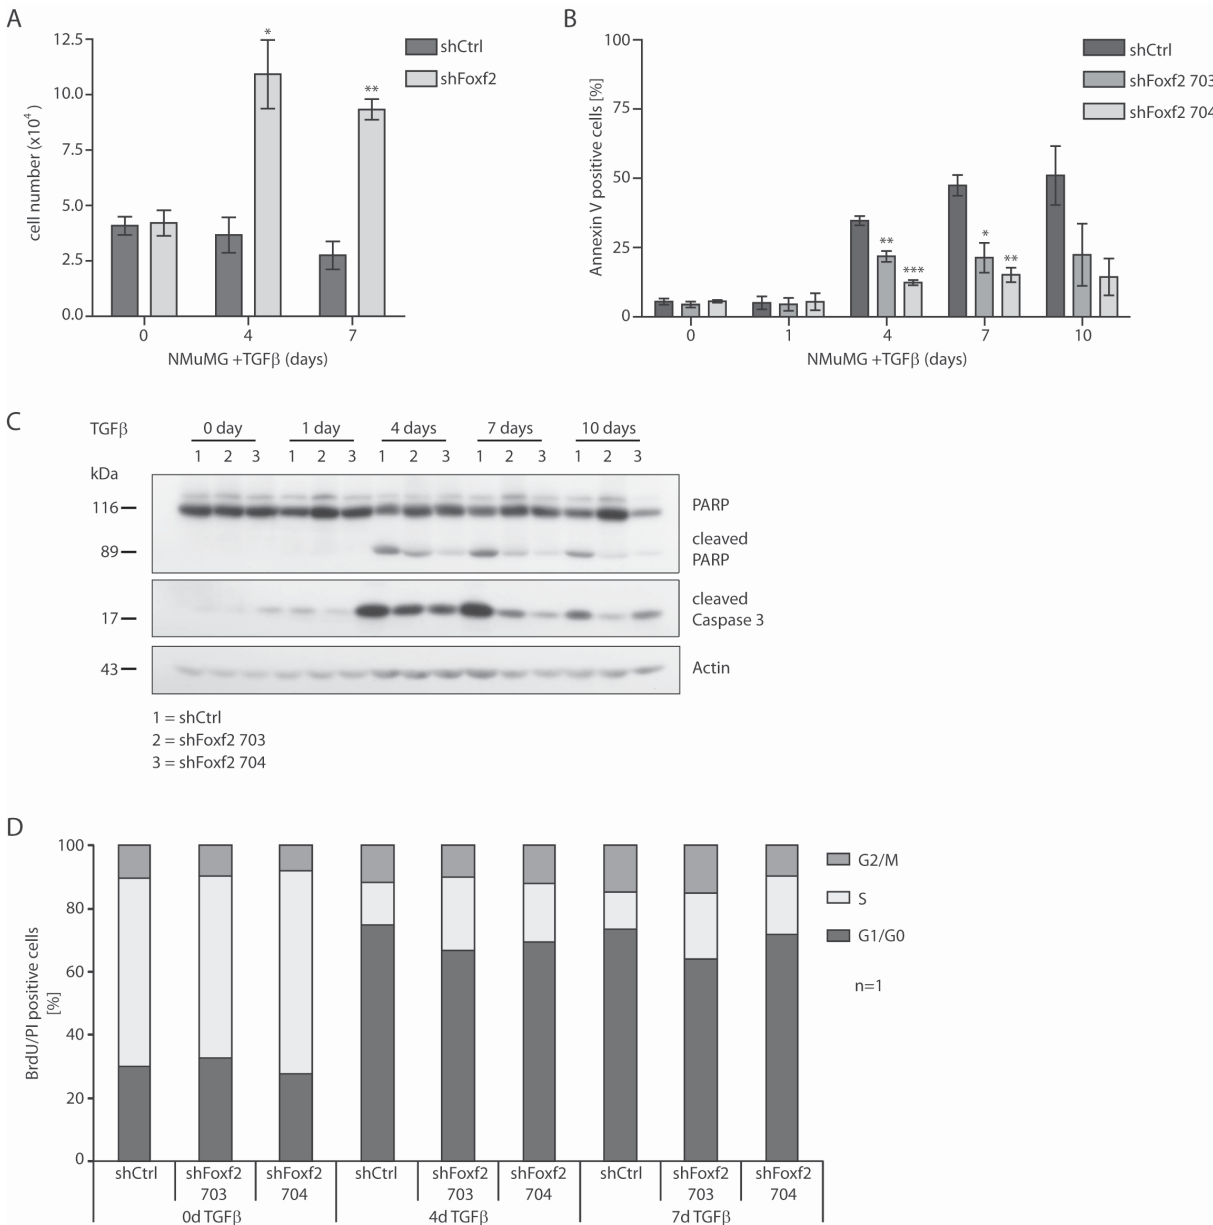 A
12.5
10.0
7.5
5.0
2.5
0.0
cell number (x10⁴)
*
**
shCtrl
shFoxf2
0 4 7
NMuMG +TGFβ (days)
B
100
75
50
25
0
Annexin V positive cells [%]
** *** * **
shCtrl
shFoxf2 703
shFoxf2 704
0 1 4 7 10
NMuMG +TGFβ (days)
C
TGFβ 0 day 1 day 4 days 7 days 10 days
1 2 3 1 2 3 1 2 3 1 2 3 1 2 3
kDa
116 PARP
89 cleaved
PARP
17 cleaved
Caspase 3
43 Actin
1 = shCtrl
2 = shFoxf2 703
3 = shFoxf2 704
D
100
80
60
40
20
0
BrdU/PI positive cells
[%]
G2/M
S
G1/G0
n=1
shCtrl shFoxf2 shFoxf2 shCtrl shFoxf2 shFoxf2 shCtrl shFoxf2 shFoxf2
703 704 703 704 703 704
0d TGFβ 4d TGFβ 7d TGFβ